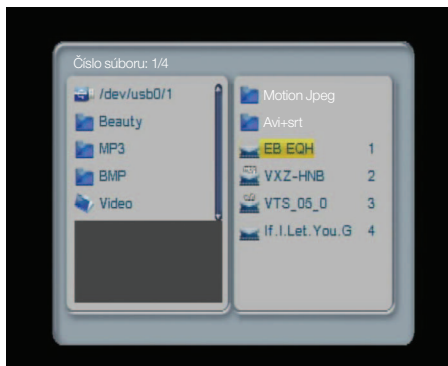 Číslo súboru: 1/4
/dev/usb0/1
Beauty
MP3
BMP
Video
Motion Jpeg
Avi+srt
EB EQH 1
VXZ-HNB 2
VTS_05_0 3
If.I.Let.You.G 4